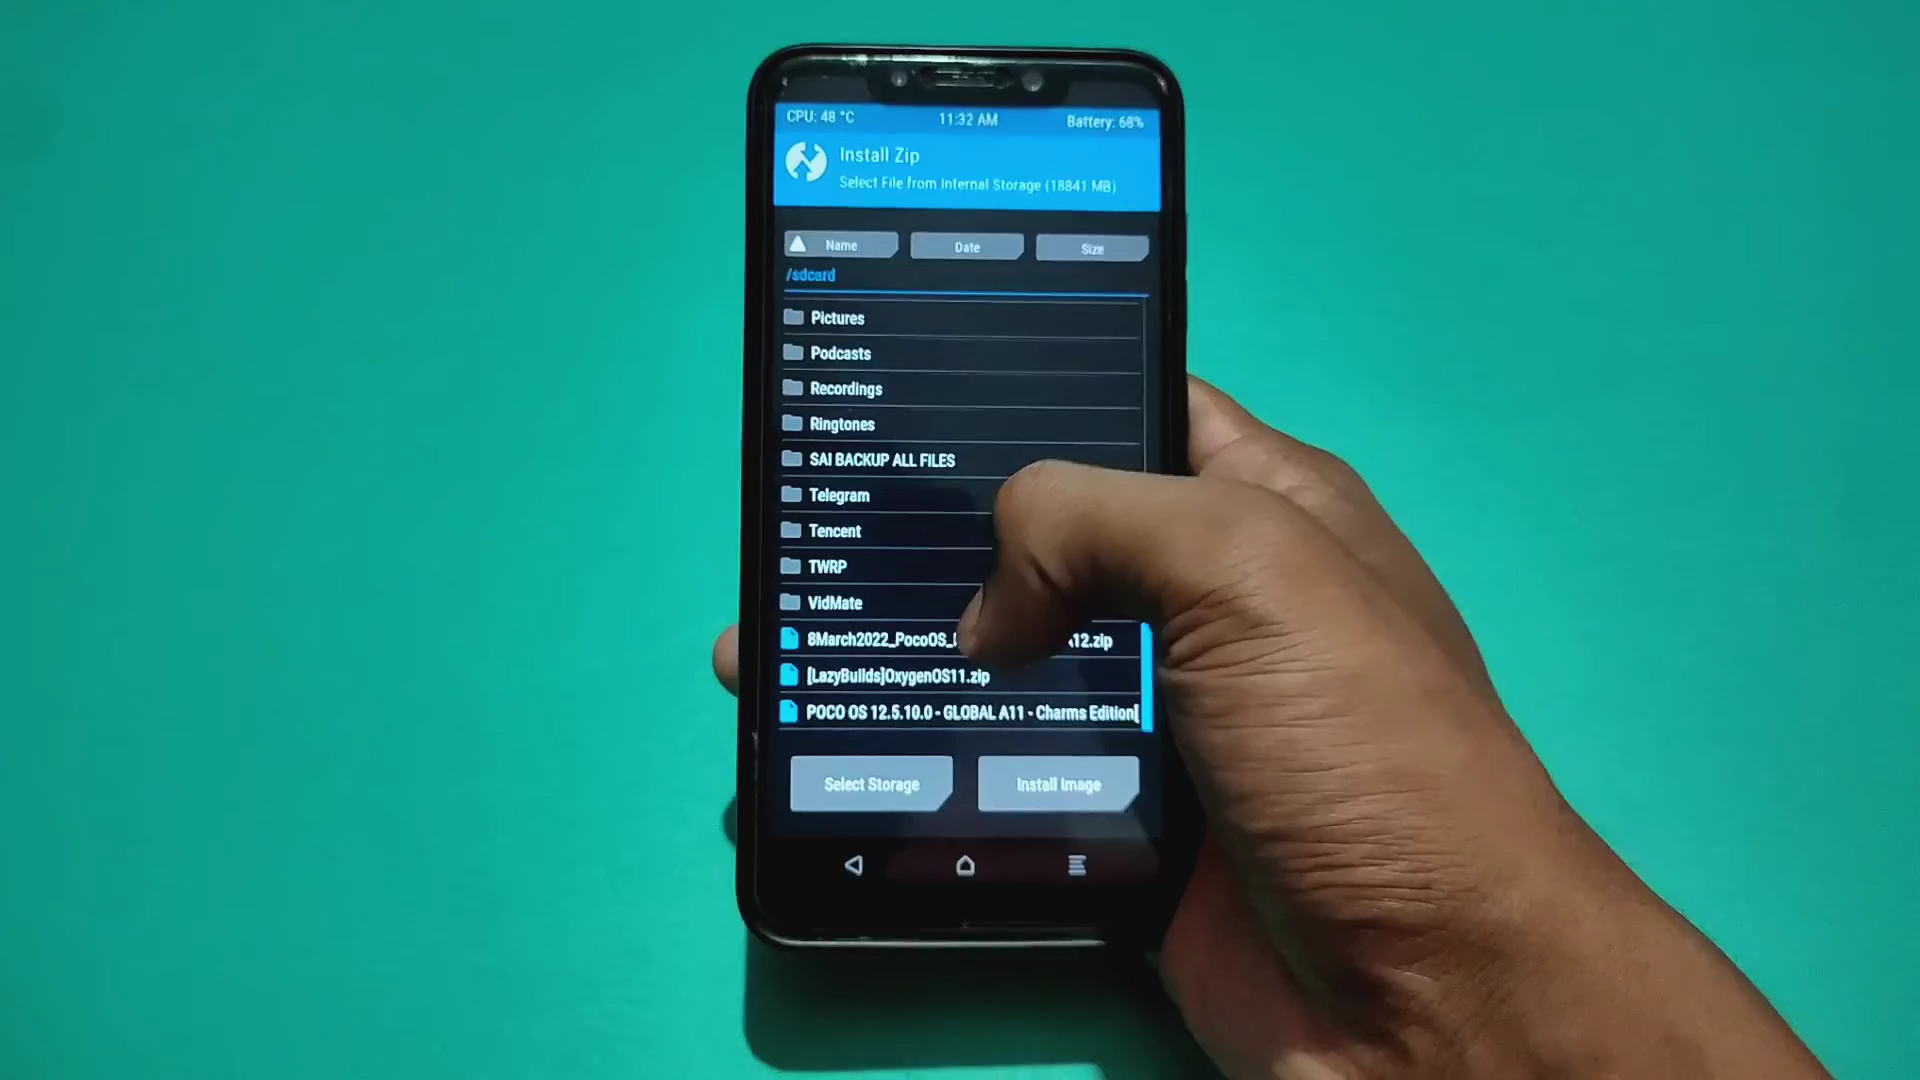 CPU: 48 °C 11:32 AM Battery: 68%
Install Zip
Select File from Internal Storage (18841 MB)
Name Date Size
/sdcard
Pictures
Podcasts
Recordings
Ringtones
SAI BACKUP ALL FILES
Telegram
Tencent
TWRP
VidMate
8March2022_PocoOS_ A12.zip
[LazyBuilds]OxygenOS11.zip
POCO OS 12.5.10.0 - GLOBAL A11 - Charms Edition[
Select Storage Install Image